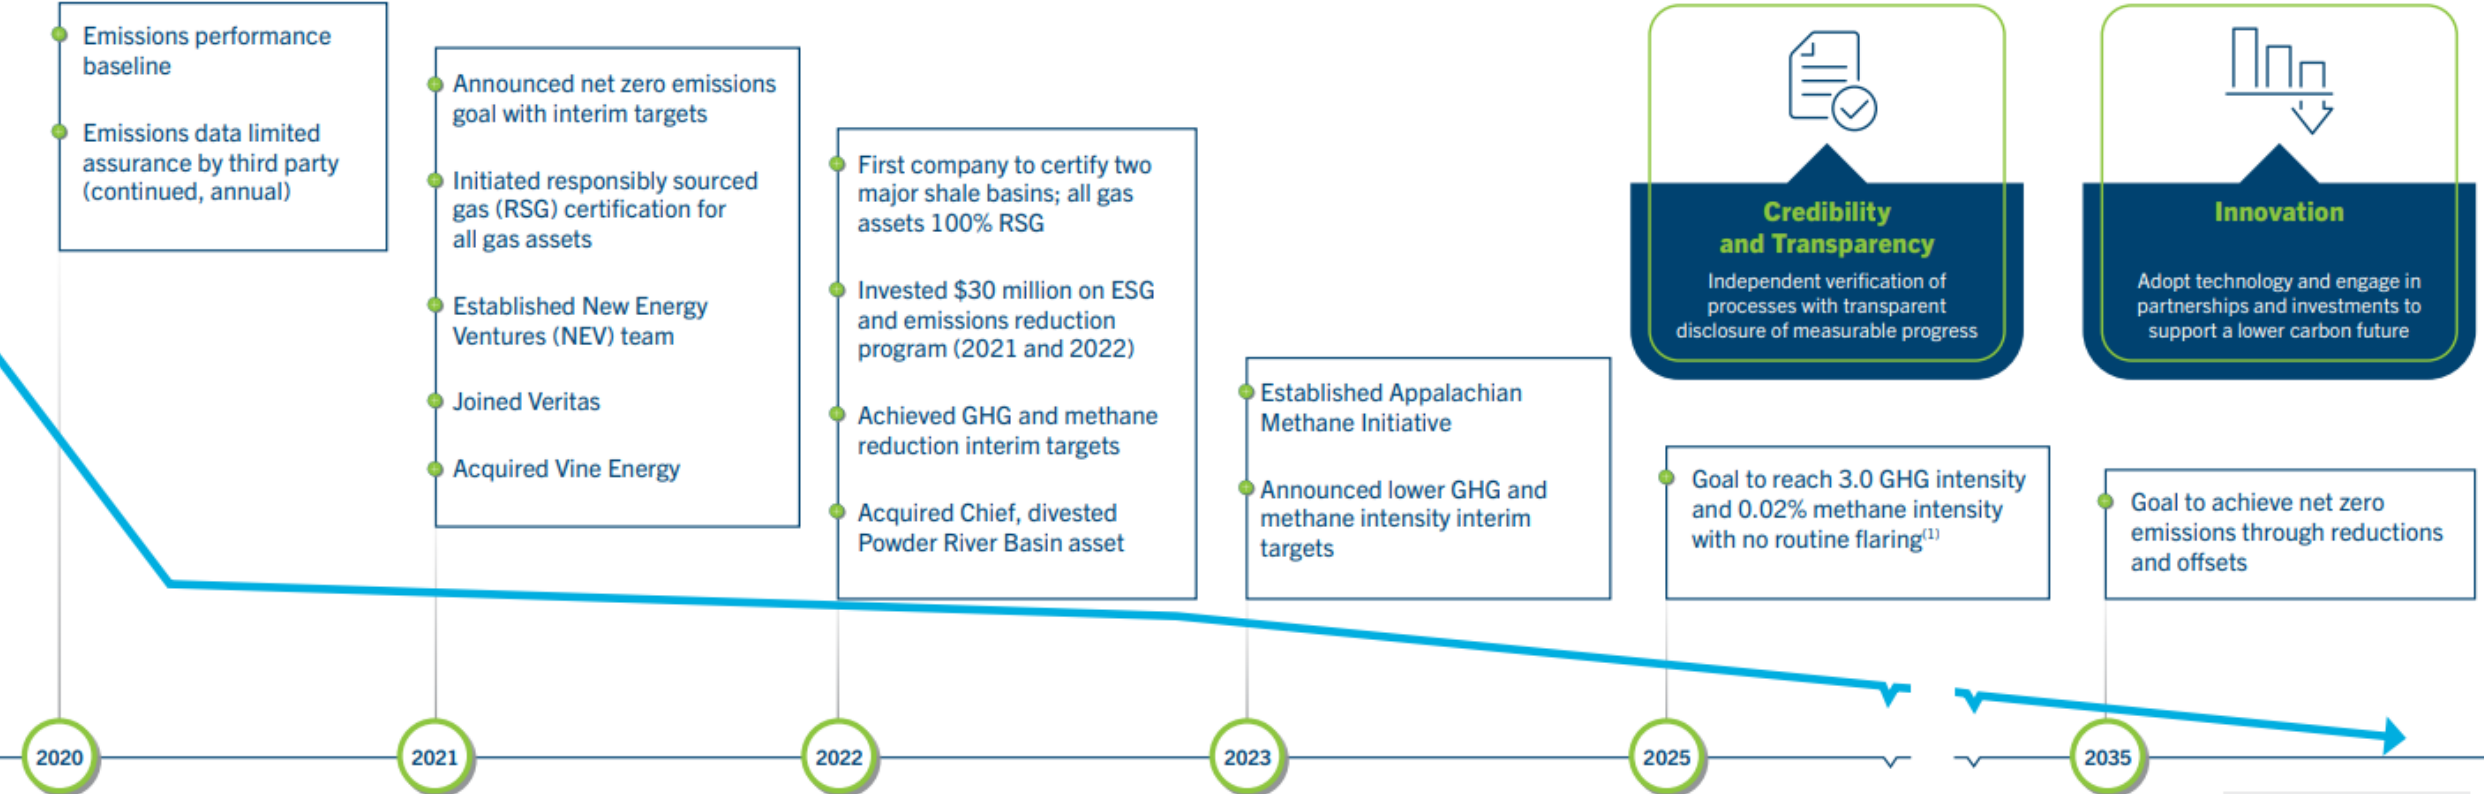 Emissions performance
baseline
Emissions data limited
assurance by third party
(continued, annual)
Announced net zero emissions
goal with interim targets
Initiated responsibly sourced
gas (RSG) certification for
all gas assets
Established New Energy
Ventures (NEV) team
Joined Veritas
Acquired Vine Energy
First company to certify two
major shale basins; all gas
assets 100% RSG
Invested $30 million on ESG
and emissions reduction
program (2021 and 2022)
Achieved GHG and methane
reduction interim targets
Acquired Chief, divested
Powder River Basin asset
Established Appalachian
Methane Initiative
Announced lower GHG and
methane intensity interim
targets
Credibility
and Transparency
Independent verification of
processes with transparent
disclosure of measurable progress
Goal to reach 3.0 GHG intensity
and 0.02% methane intensity
with no routine flaring(1)
Innovation
Adopt technology and engage in
partnerships and investments to
support a lower carbon future
Goal to achieve net zero
emissions through reductions
and offsets
2020
2021
2022
2023
2025
2035